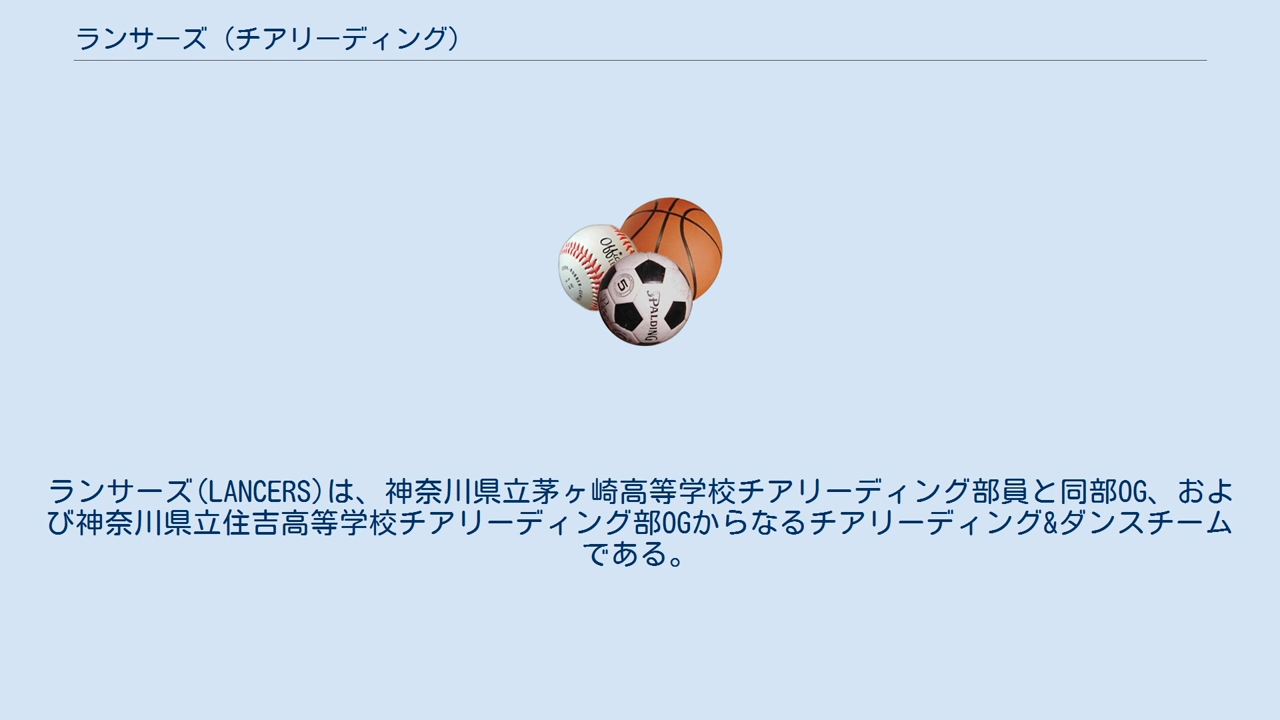 ランサーズ（チアリーディング）
5
SPALDING
ランサーズ(LANCERS)は、神奈川県立茅ヶ崎高等学校チアリーディング部員と同部OG、およ
び神奈川県立住吉高等学校チアリーディング部OGからなるチアリーディング&ダンスチーム
である。